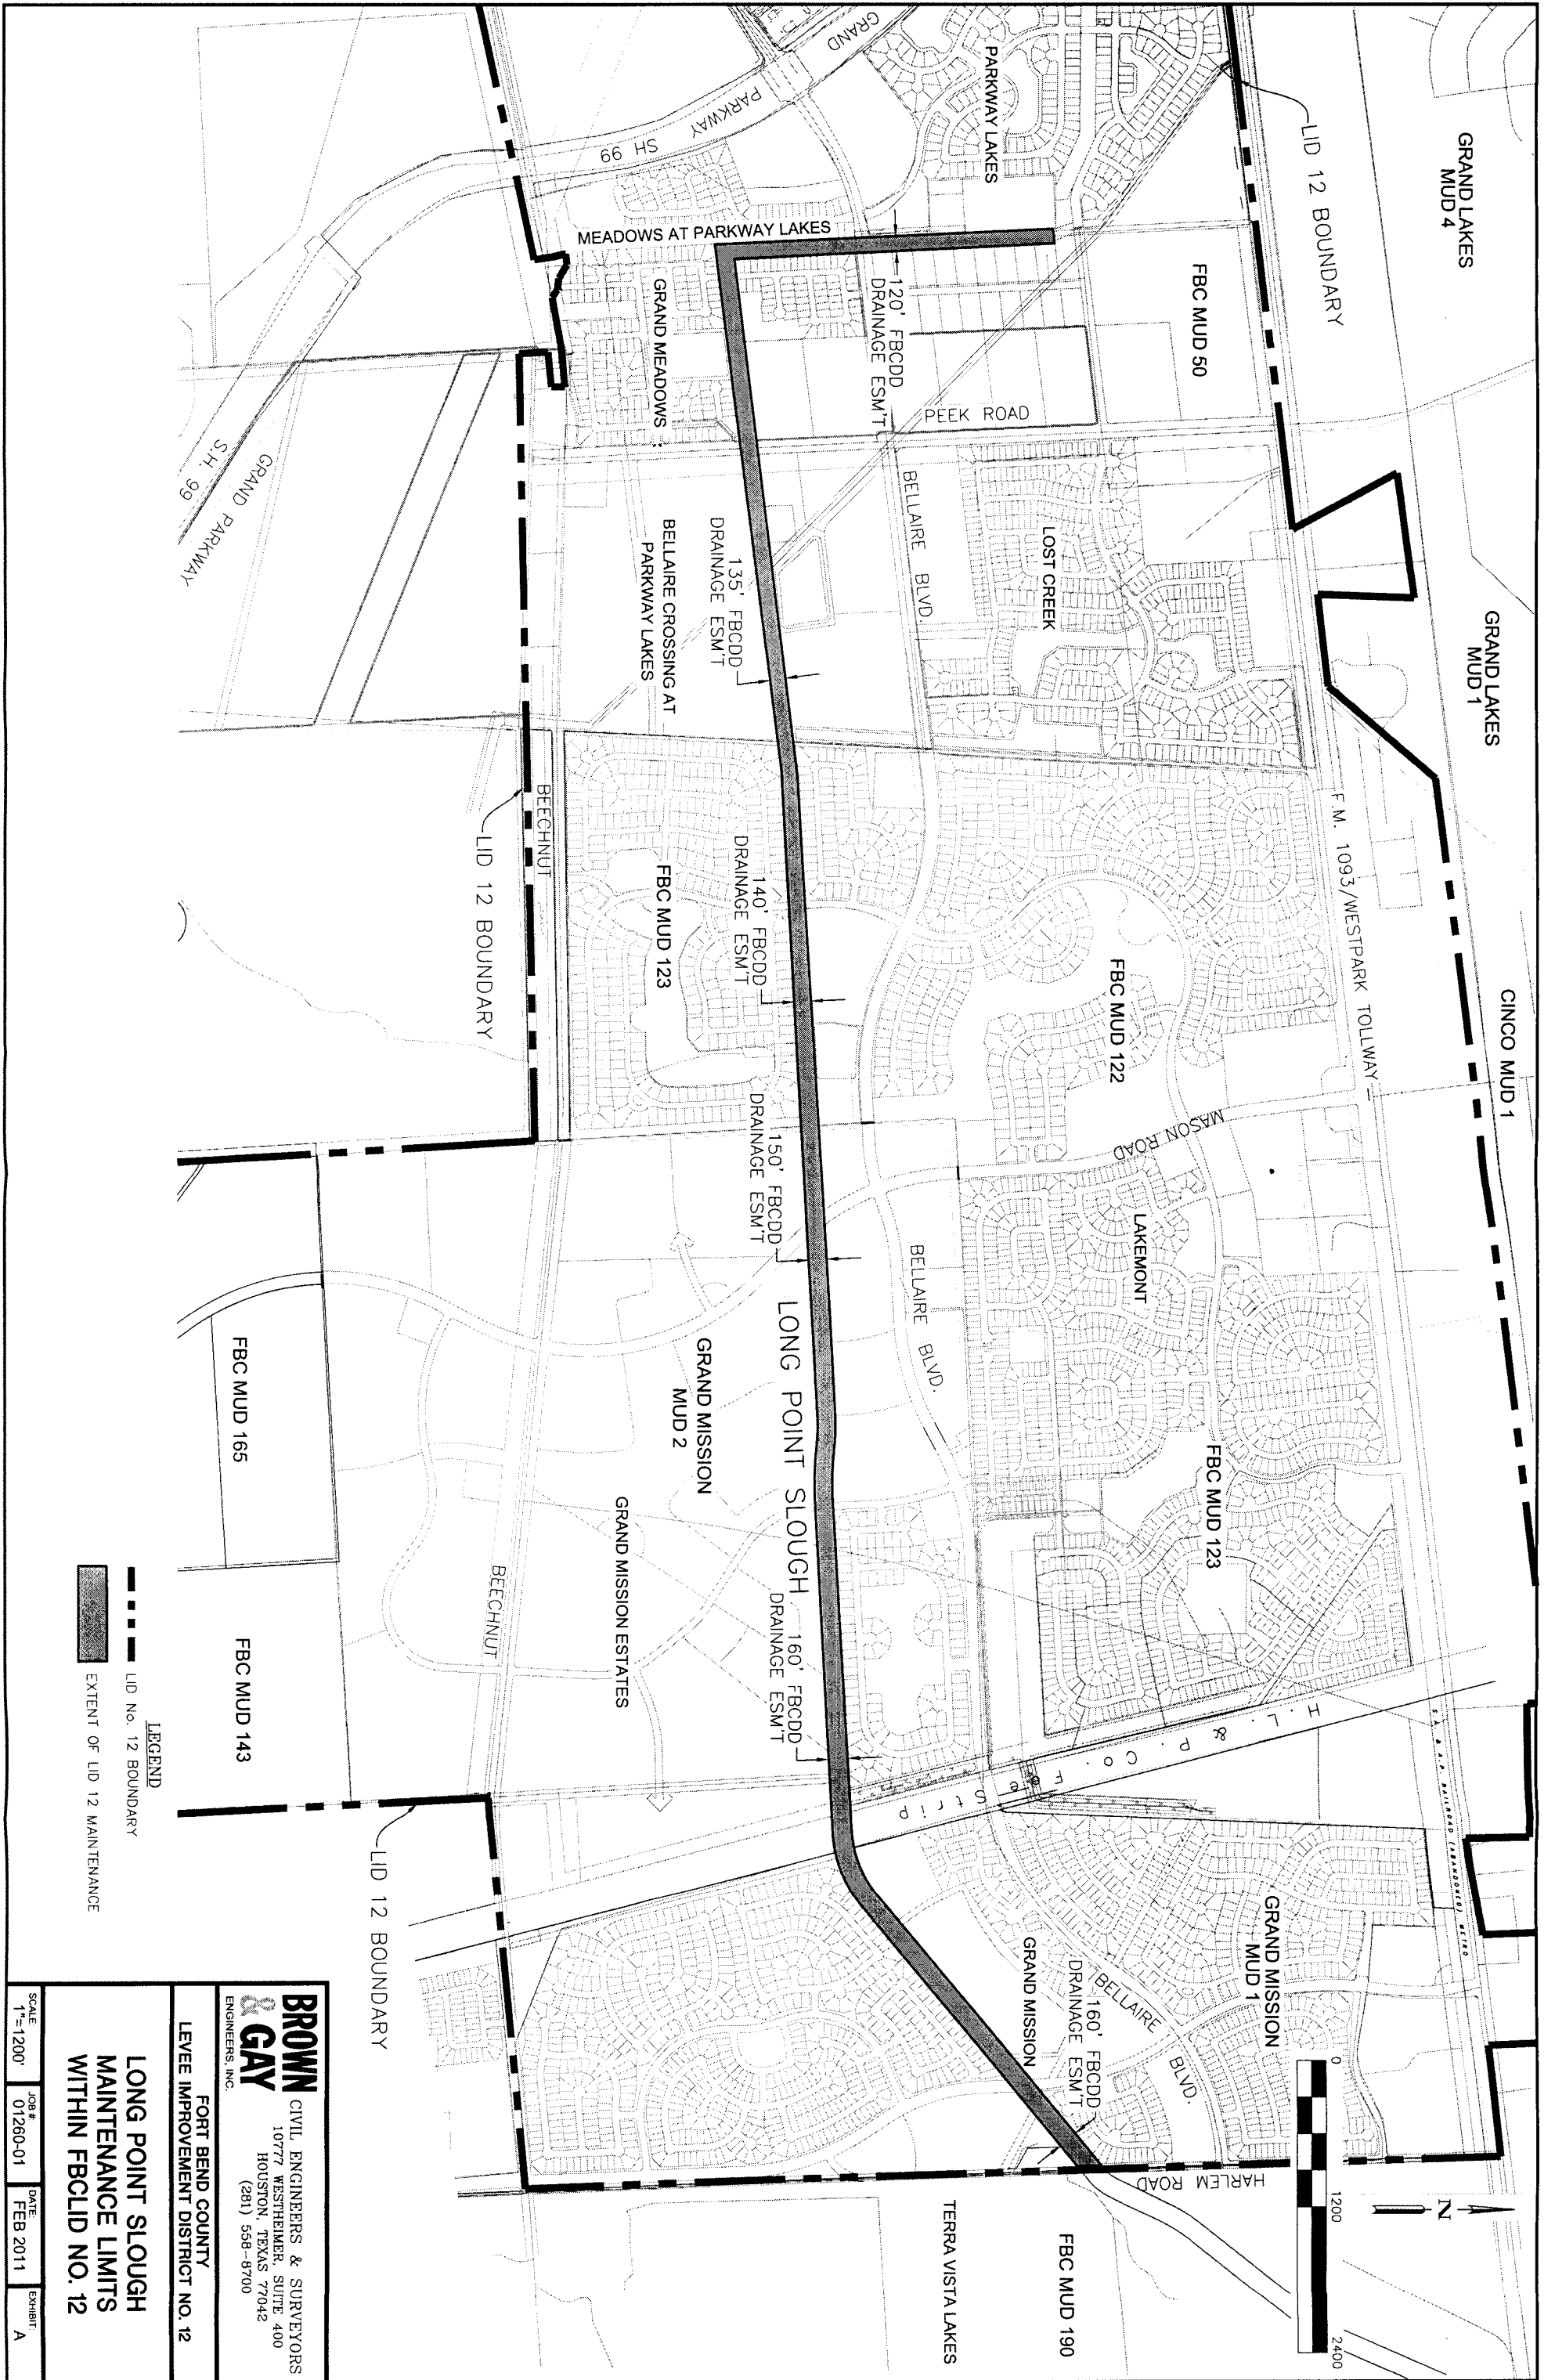 GRAND LAKES
MUD 4
GRAND LAKES
MUD 1
CINCO MUD 1
LID 12 BOUNDARY
FBC MUD 50
PARKWAY LAKES
GRAND
PARKWAY
SH 99
MEADOWS AT PARKWAY LAKES
120' FBCDD
DRAINAGE ESM'T
PEEK ROAD
GRAND MEADOWS
LOST CREEK
BELLAIRE BLVD.
135' FBCDD
DRAINAGE ESM'T
BELLAIRE CROSSING AT
PARKWAY LAKES
GRAND PARKWAY
S.H. 99
F.M. 1093/WESTPARK TOLLWAY
FBC MUD 122
MASON ROAD
140' FBCDD
DRAINAGE ESM'T
FBC MUD 123
BEECHNUT
LID 12 BOUNDARY
150' FBCDD
DRAINAGE ESM'T
LAKEMONT
BELLAIRE BLVD.
FBC MUD 123
LONG POINT SLOUGH
GRAND MISSION
MUD 2
GRAND MISSION ESTATES
160' FBCDD
DRAINAGE ESM'T
BEECHNUT
FBC MUD 165
FBC MUD 143
H. L. & P. Co. Fee Strip
S.A. & A.P. RAILROAD (ABANDONED) METRO
GRAND MISSION
MUD 1
BELLAIRE
BLVD.
GRAND MISSION
160' FBCDD
DRAINAGE ESM'T
HARLEM ROAD
LID 12 BOUNDARY
FBC MUD 190
TERRA VISTA LAKES
N
0
1200
2400
LEGEND
LID No. 12 BOUNDARY
EXTENT OF LID 12 MAINTENANCE
BROWN
& GAY
ENGINEERS, INC.
CIVIL ENGINEERS & SURVEYORS
10777 WESTHEIMER, SUITE 400
HOUSTON, TEXAS 77042
(281) 558-8700
FORT BEND COUNTY
LEVEE IMPROVEMENT DISTRICT NO. 12
LONG POINT SLOUGH
MAINTENANCE LIMITS
WITHIN FBCLID NO. 12
SCALE: 1"=1200'
JOB #: 01260-01
DATE: FEB 2011
EXHIBIT: A